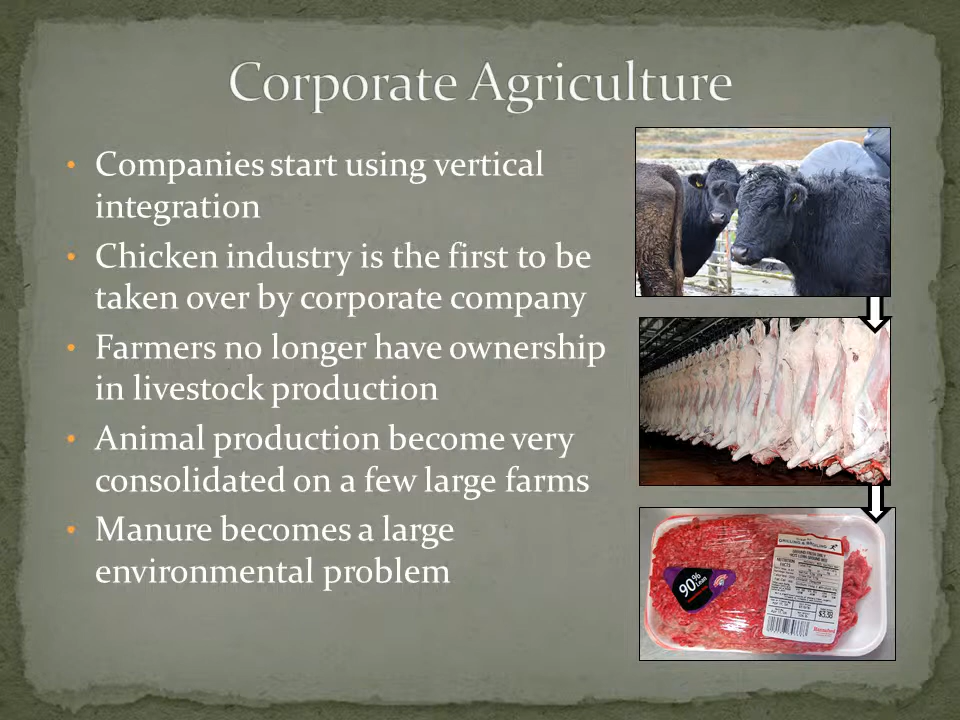 Corporate Agriculture
• Companies start using vertical
integration
• Chicken industry is the first to be
taken over by corporate company
• Farmers no longer have ownership
in livestock production
• Animal production become very
consolidated on a few large farms
• Manure becomes a large
environmental problem
90%
$3.38